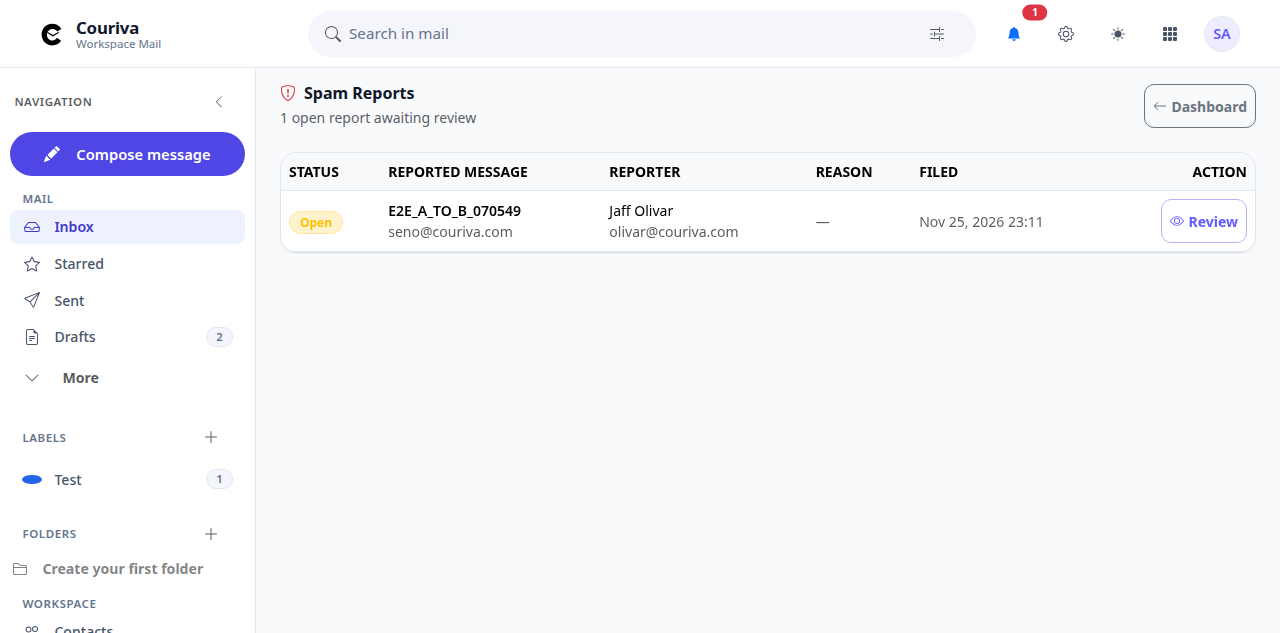 Couriva
Workspace Mail
Search in mail
1
SA
NAVIGATION
Compose message
MAIL
Inbox
Starred
Sent
Drafts 2
More
LABELS
Test 1
FOLDERS
Create your first folder
WORKSPACE
Contacts
Spam Reports
1 open report awaiting review
← Dashboard
STATUS REPORTED MESSAGE REPORTER REASON FILED ACTION
Open E2E_A_TO_B_070549 Jaff Olivar — Nov 25, 2026 23:11 Review
seno@couriva.com olivar@couriva.com